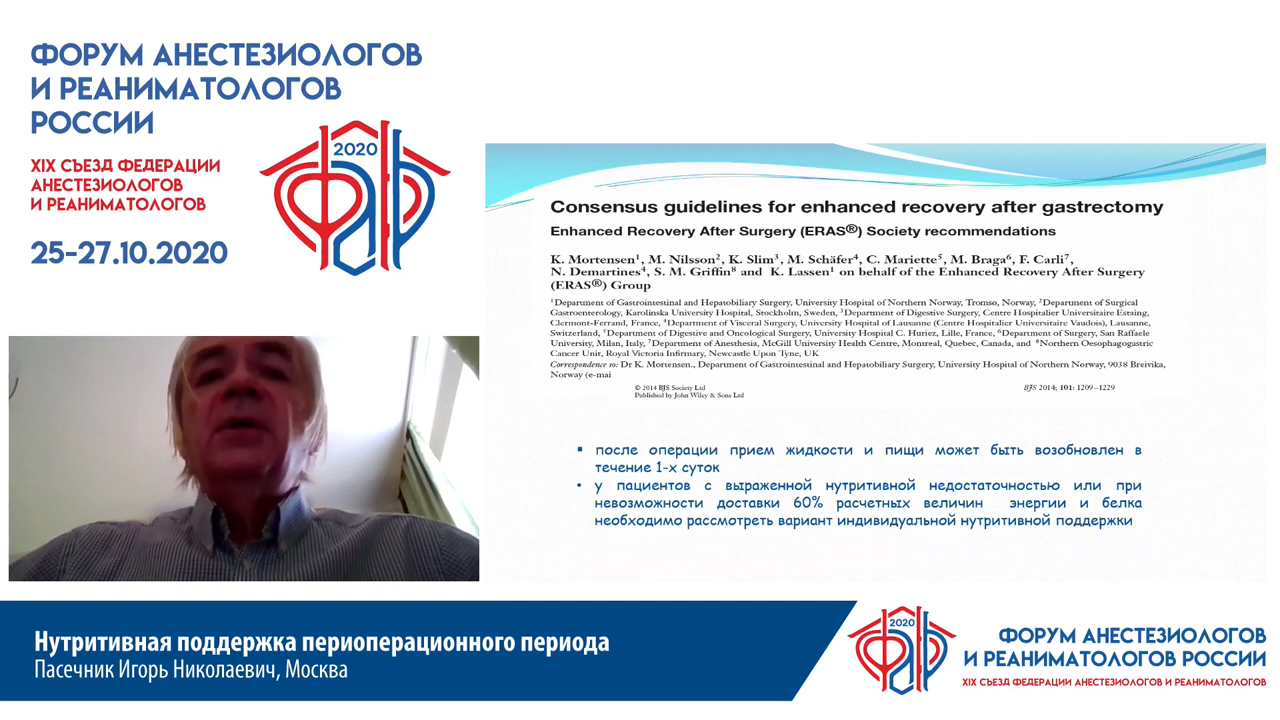 ФОРУМ АНЕСТЕЗИОЛОГОВ
И РЕАНИМАТОЛОГОВ
РОССИИ
XIX СЪЕЗД ФЕДЕРАЦИИ
АНЕСТЕЗИОЛОГОВ
И РЕАНИМАТОЛОГОВ
25-27.10.2020
2020
Consensus guidelines for enhanced recovery after gastrectomy
Enhanced Recovery After Surgery (ERAS®) Society recommendations
K. Mortensen¹, M. Nilsson², K. Slim³, M. Schäfer⁴, C. Mariette⁵, M. Braga⁶, F. Carli⁷,
N. Demartines⁴, S. M. Griffin⁸ and K. Lassen¹ on behalf of the Enhanced Recovery After Surgery
(ERAS®) Group
¹Department of Gastrointestinal and Hepatobiliary Surgery, University Hospital of Northern Norway, Tromsø, Norway, ²Department of Surgical
Gastroenterology, Karolinska University Hospital, Stockholm, Sweden, ³Department of Digestive Surgery, Centre Hospitalier Universitaire Estaing,
Clermont-Ferrand, France, ⁴Department of Visceral Surgery, University Hospital of Lausanne (Centre Hospitalier Universitaire Vaudois), Lausanne,
Switzerland, ⁵Department of Digestive and Oncological Surgery, University Hospital C. Huriez, Lille, France, ⁶Department of Surgery, San Raffaele
University, Milan, Italy, ⁷Department of Anesthesia, McGill University Health Centre, Montreal, Quebec, Canada, and ⁸Northern Oesophagogastric
Cancer Unit, Royal Victoria Infirmary, Newcastle Upon Tyne, UK
Correspondence to: Dr K. Mortensen., Department of Gastrointestinal and Hepatobiliary Surgery, University Hospital of Northern Norway, 9038 Breivika,
Norway (e-mai
© 2014 BJS Society Ltd
Published by John Wiley & Sons Ltd
BJS 2014; 101: 1209–1229
▪ после операции прием жидкости и пищи может быть возобновлен в
течение 1-х суток
• у пациентов с выраженной нутритивной недостаточностью или при
невозможности доставки 60% расчетных величин энергии и белка
необходимо рассмотреть вариант индивидуальной нутритивной поддержки
Нутритивная поддержка периоперационного периода
Пасечник Игорь Николаевич, Москва
2020
ФОРУМ АНЕСТЕЗИОЛОГОВ
И РЕАНИМАТОЛОГОВ РОССИИ
XIX СЪЕЗД ФЕДЕРАЦИИ АНЕСТЕЗИОЛОГОВ И РЕАНИМАТОЛОГОВ